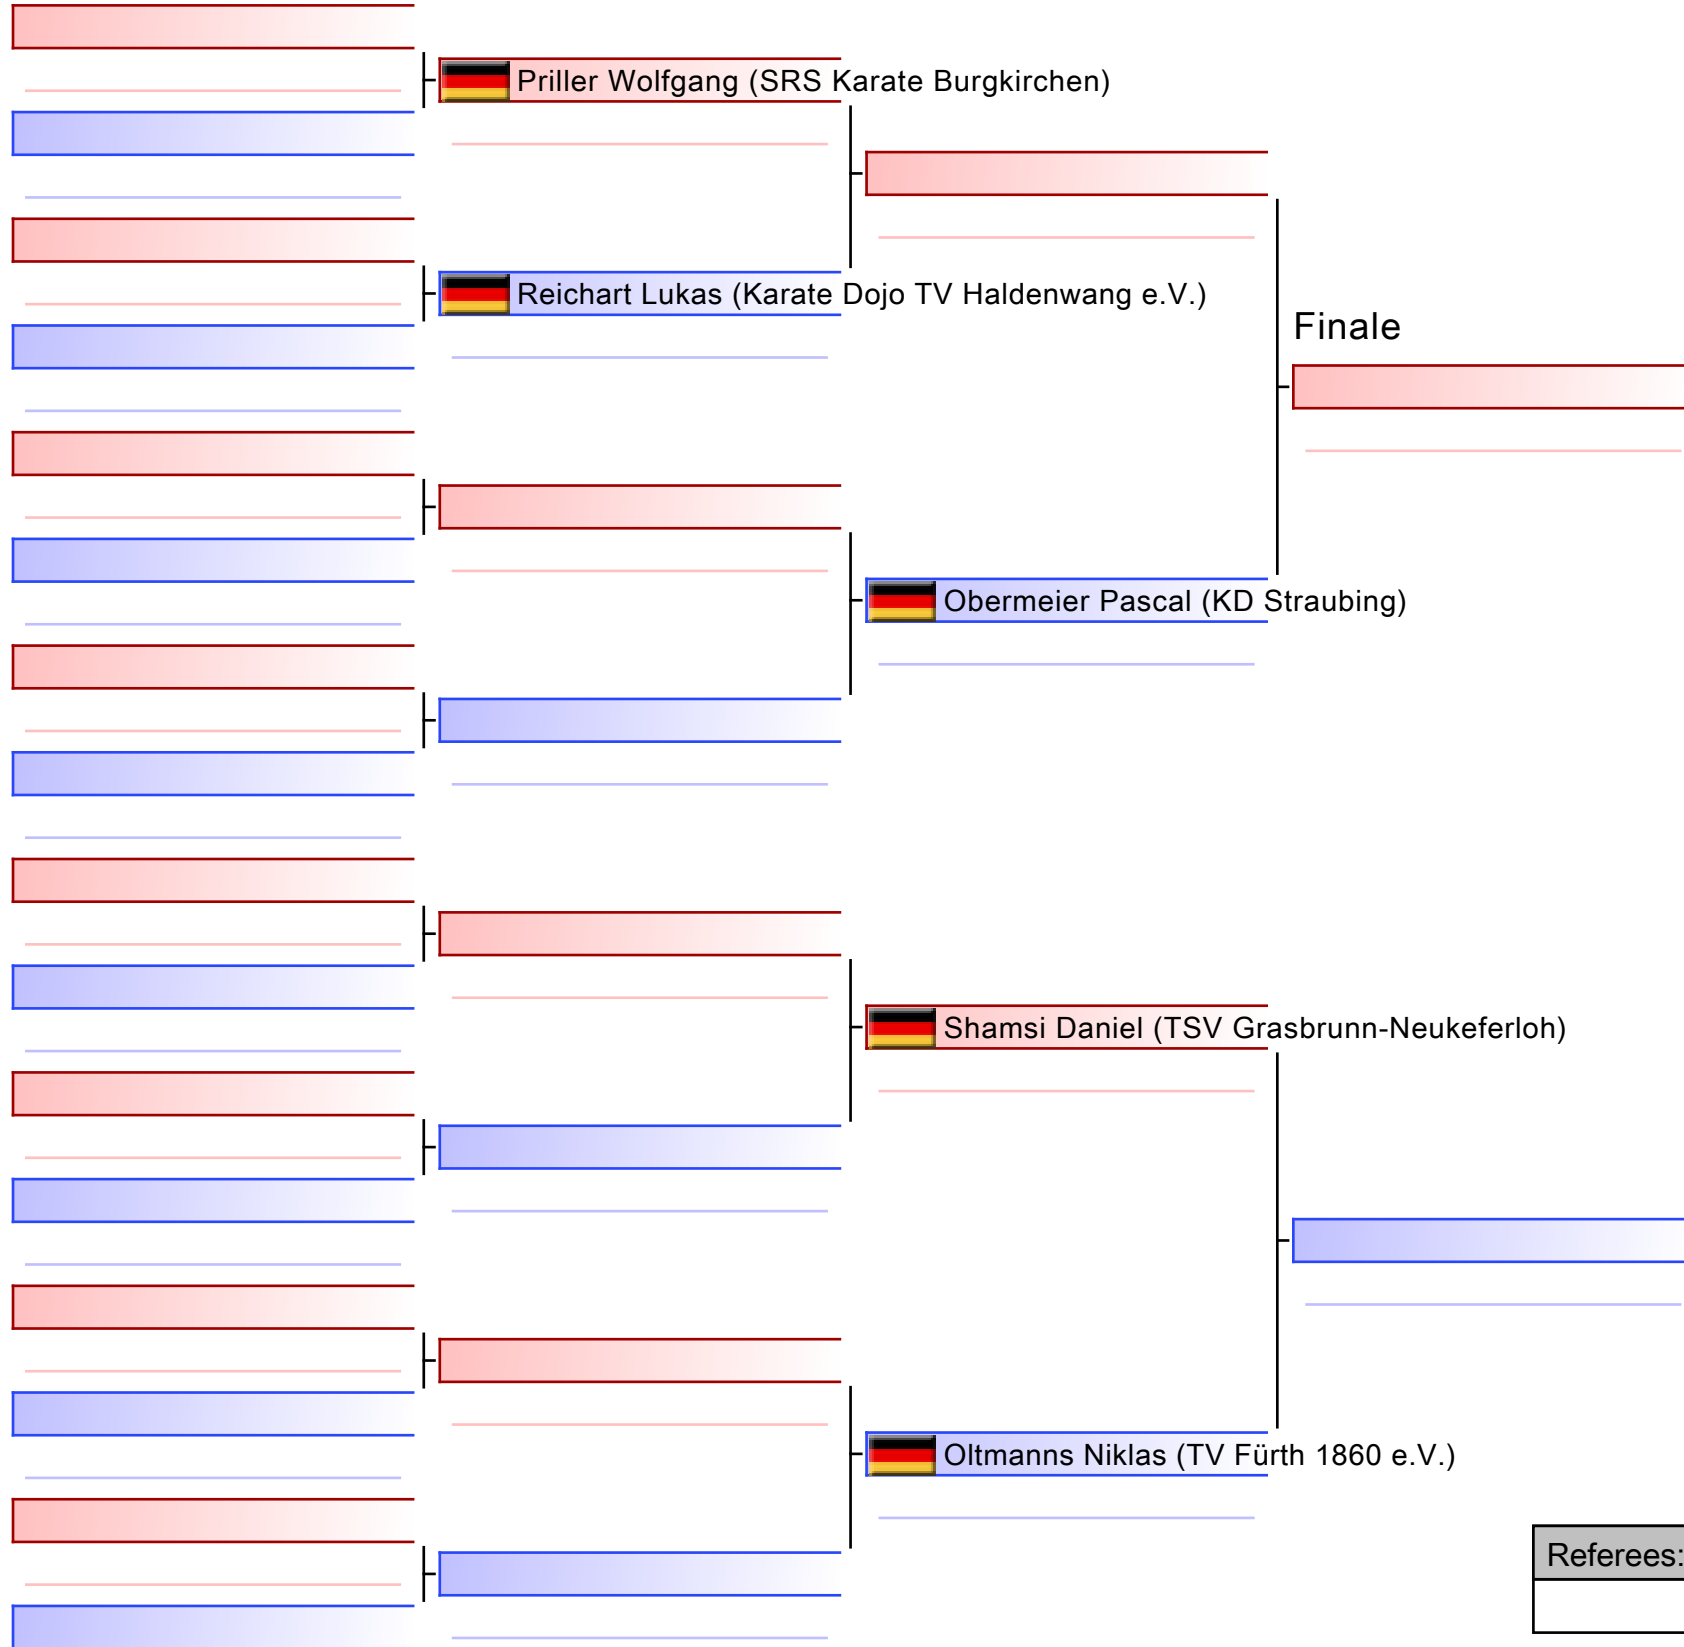 Priller Wolfgang (SRS Karate Burgkirchen)
Reichart Lukas (Karate Dojo TV Haldenwang e.V.)
Finale
Obermeier Pascal (KD Straubing)
Shamsi Daniel (TSV Grasbrunn-Neukeferloh)
Oltmanns Niklas (TV Fürth 1860 e.V.)
Referees: